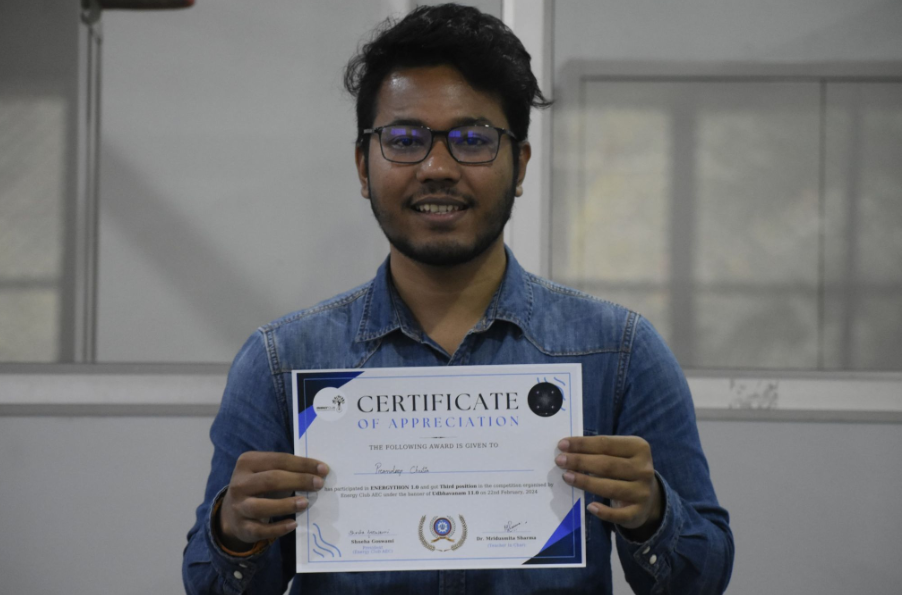 CERTIFICATE
OF APPRECIATION
THE FOLLOWING AWARD IS GIVEN TO
has participated in ENERGYTHON 1.0 and got Third position in the competition organised by
Energy Club AEC under the banner of Udbhavanam 11.0 on 22nd February, 2024
Dr. Mridusmita Sharma